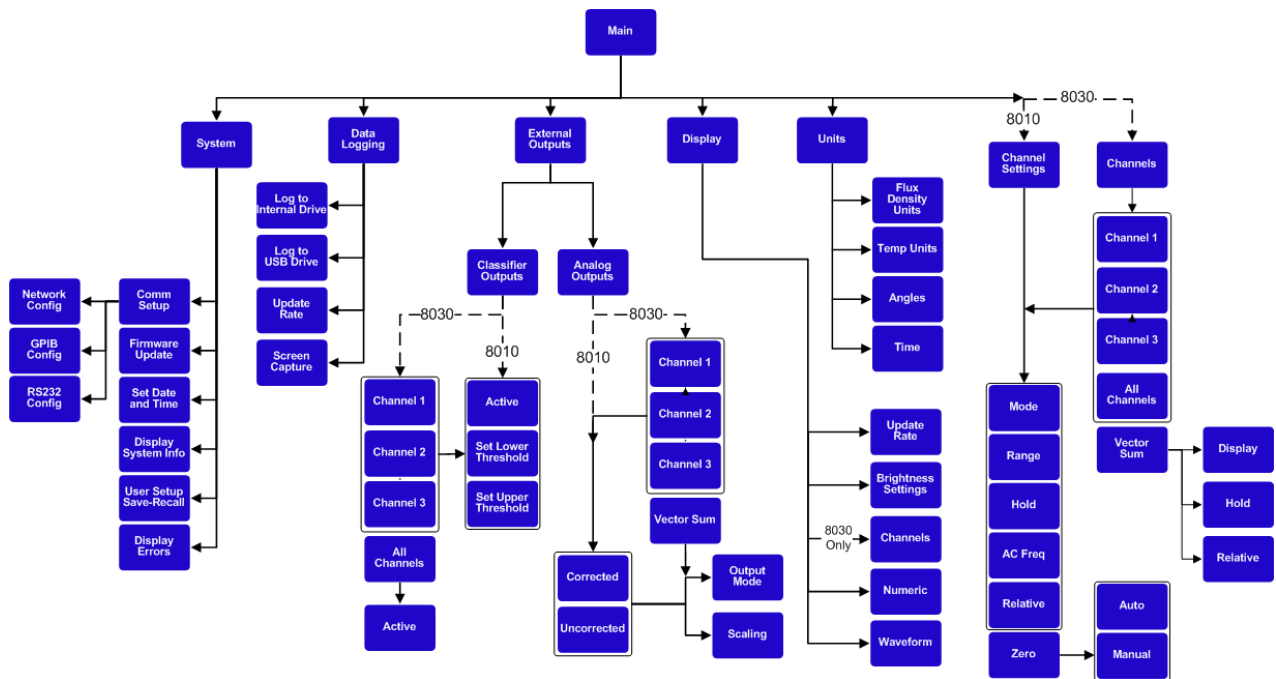 Main
8030
8010
System
Data
Logging
External
Outputs
Display
Units
Channel
Settings
Channels
Log to
Internal Drive
Log to
USB Drive
Update
Rate
Screen
Capture
Classifier
Outputs
Analog
Outputs
Flux
Density
Units
Temp Units
Angles
Time
Channel 1
Channel 2
Channel 3
All
Channels
Network
Config
GPIB
Config
RS232
Config
Comm
Setup
Firmware
Update
Set Date
and Time
Display
System Info
User Setup
Save-Recall
Display
Errors
8030
8010
Channel 1
Channel 2
Channel 3
All
Channels
Active
Active
Set Lower
Threshold
Set Upper
Threshold
8030
8010
Channel 1
Channel 2
Channel 3
Vector Sum
Corrected
Uncorrected
Output
Mode
Scaling
Update
Rate
Brightness
Settings
8030
Only
Channels
Numeric
Waveform
Mode
Range
Hold
AC Freq
Relative
Zero
Auto
Manual
Vector
Sum
Display
Hold
Relative